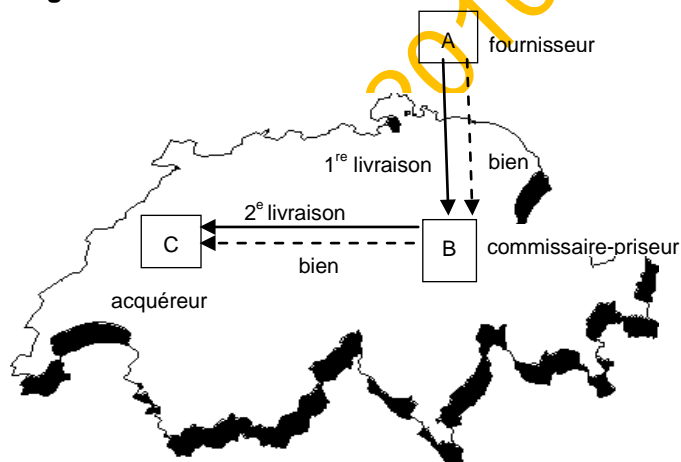 A
fournisseur
1re livraison
bien
2e livraison
C
B
commissaire-priseur
bien
acquéreur